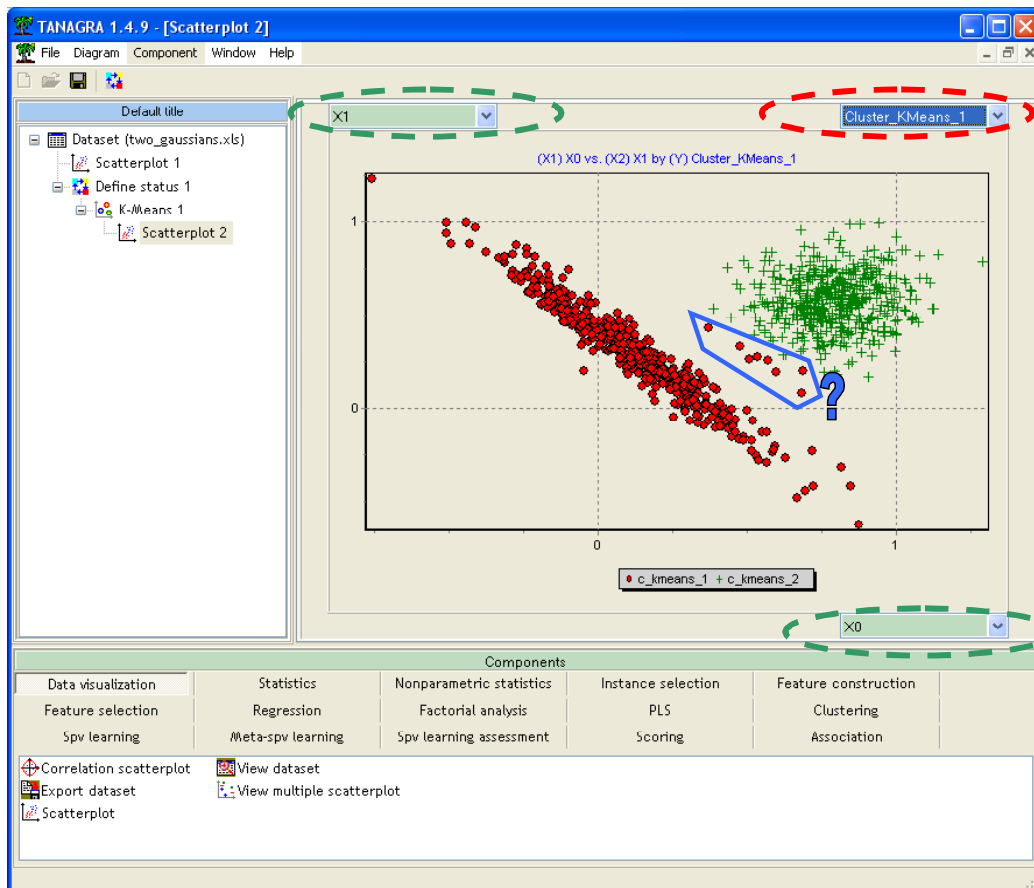 TANAGRA 1.4.9 - [Scatterplot 2]
File Diagram Component Window Help
Default title
Dataset (two_gaussians.xls)
Scatterplot 1
Define status 1
K-Means 1
Scatterplot 2
X1
Cluster_KMeans_1
(X1) X0 vs. (X2) X1 by (Y) Cluster_KMeans_1
1
0
?
0 1
c_kmeans_1 c_kmeans_2
X0
Components
Data visualization Statistics Nonparametric statistics Instance selection Feature construction
Feature selection Regression Factorial analysis PLS Clustering
Spv learning Meta-spv learning Spv learning assessment Scoring Association
Correlation scatterplot View dataset
Export dataset View multiple scatterplot
Scatterplot